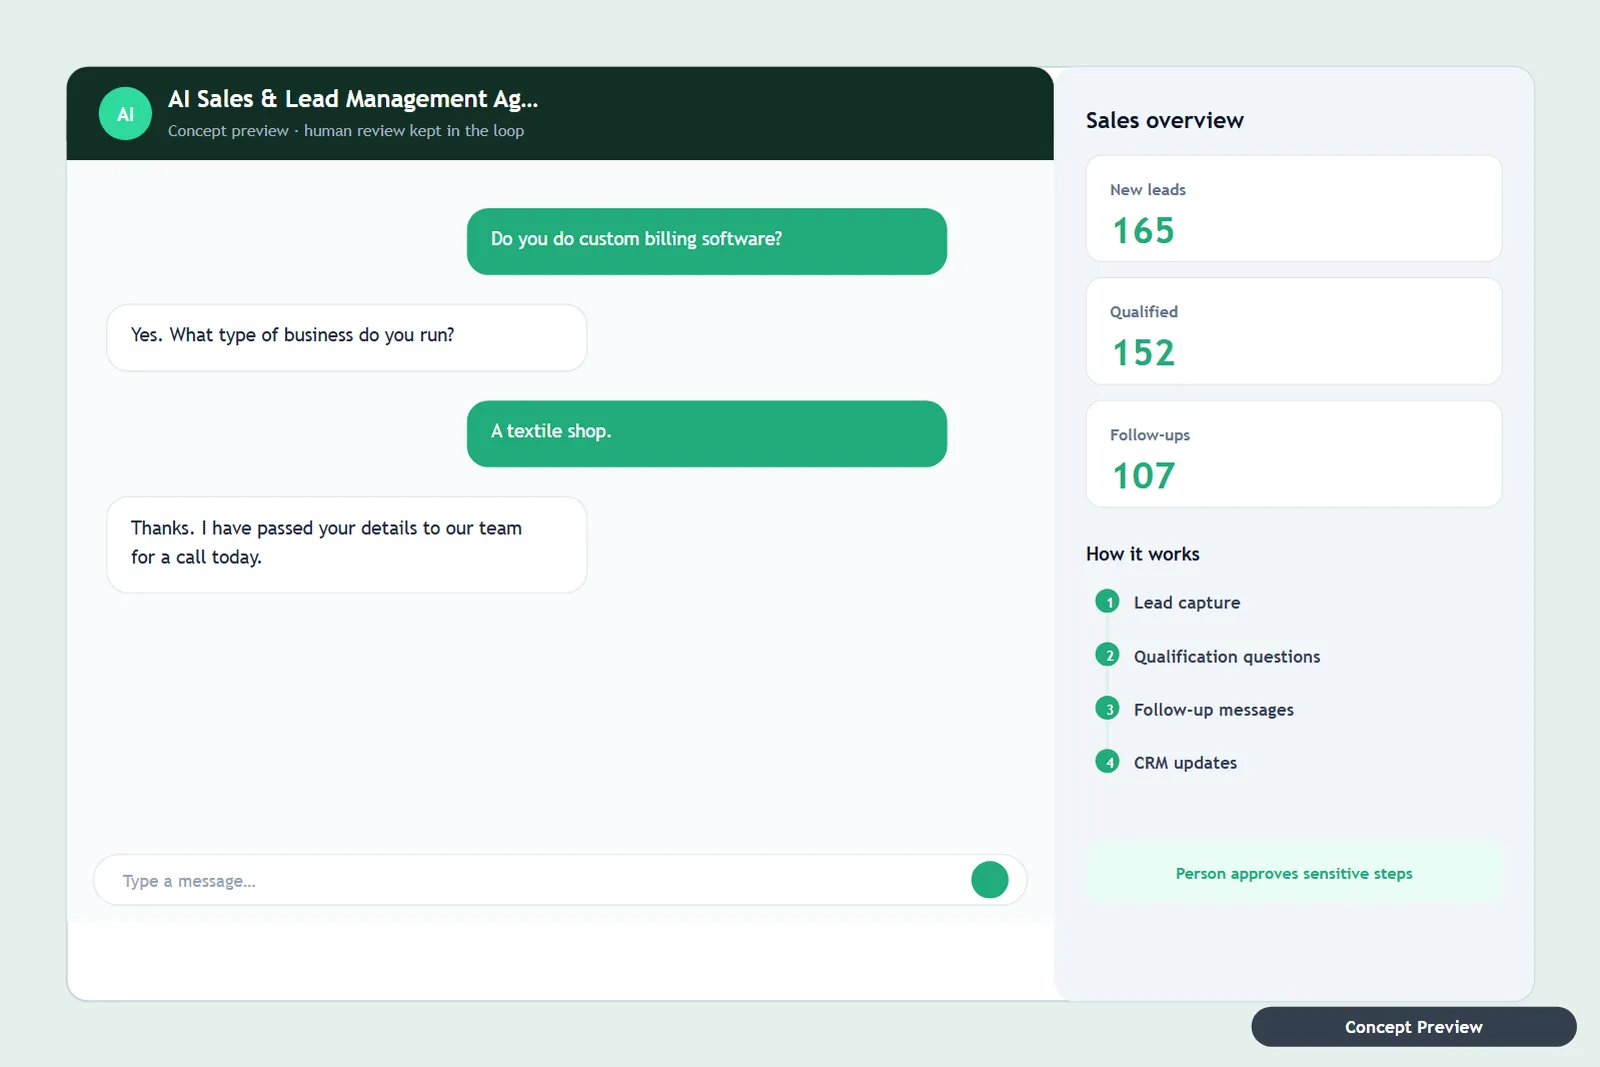 AI
AI Sales & Lead Management Ag...
Concept preview · human review kept in the loop
Do you do custom billing software?
Yes. What type of business do you run?
A textile shop.
Thanks. I have passed your details to our team
for a call today.
Type a message...
Sales overview
New leads
165
Qualified
152
Follow-ups
107
How it works
1 Lead capture
2 Qualification questions
3 Follow-up messages
4 CRM updates
Person approves sensitive steps
Concept Preview